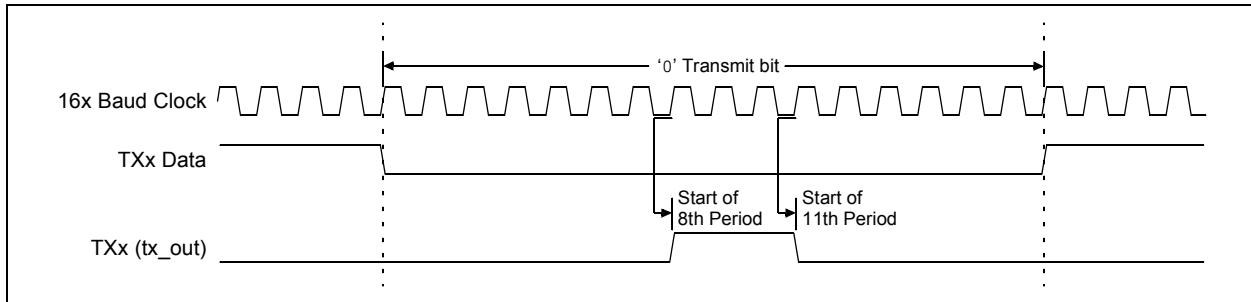 ‘0’ Transmit bit
16x Baud Clock
TXx Data
Start of
8th Period
Start of
11th Period
TXx (tx_out)